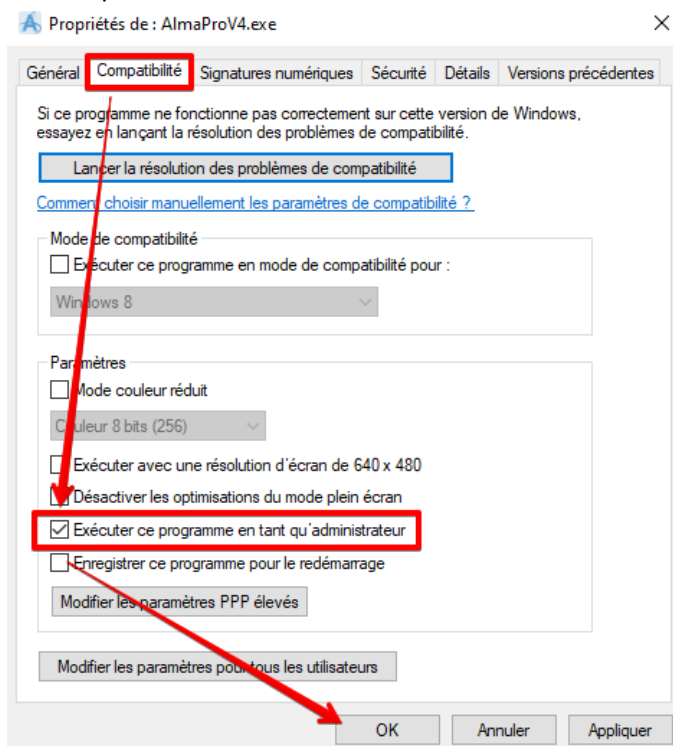 Propriétés de : AlmaProV4.exe
Général Compatibilité Signatures numériques Sécurité Détails Versions précédentes
Si ce programme ne fonctionne pas correctement sur cette version de Windows,
essayez en lançant la résolution des problèmes de compatibilité.
Lancer la résolution des problèmes de compatibilité
Comment choisir manuellement les paramètres de compatibilité ?
Mode de compatibilité
Exécuter ce programme en mode de compatibilité pour :
Windows 8
Paramètres
Mode couleur réduit
Couleur 8 bits (256)
Exécuter avec une résolution d’écran de 640 x 480
Désactiver les optimisations du mode plein écran
Exécuter ce programme en tant qu’administrateur
Enregistrer ce programme pour le redémarrage
Modifier les paramètres PPP élevés
Modifier les paramètres pour tous les utilisateurs
OK Annuler Appliquer